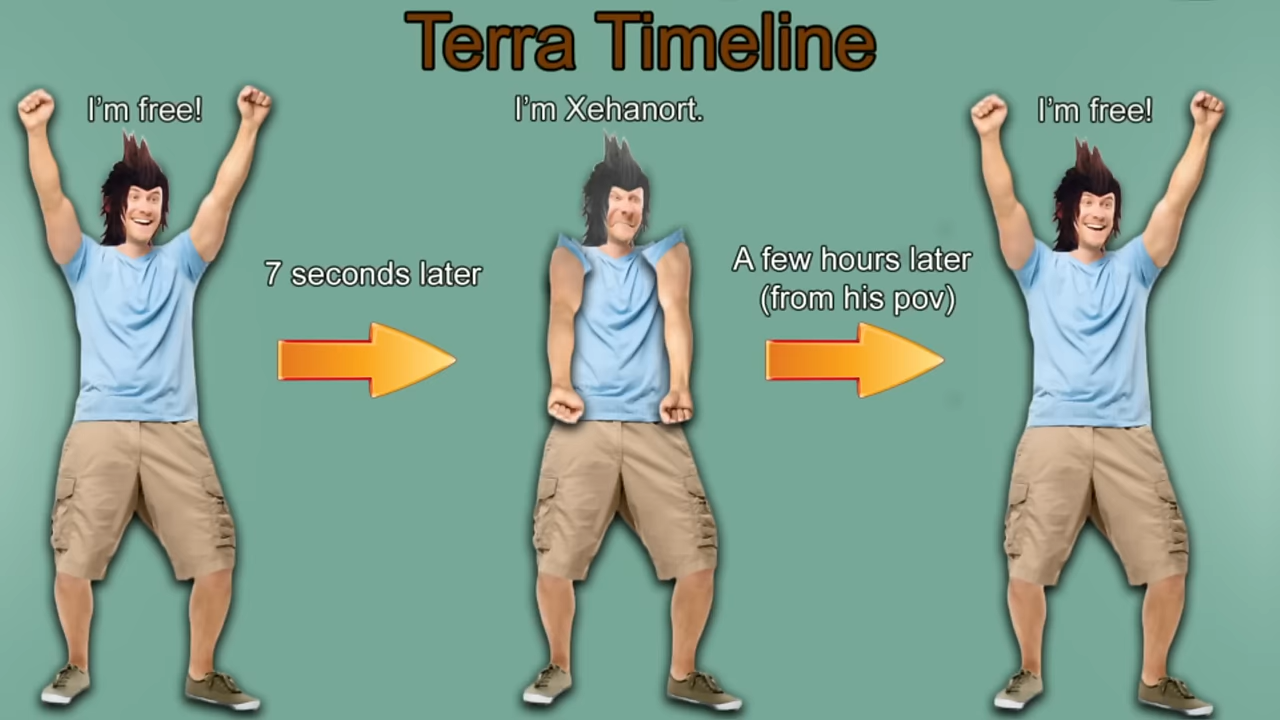 Terra Timeline
I'm free!
I'm Xehanort.
I'm free!
7 seconds later
A few hours later
(from his pov)